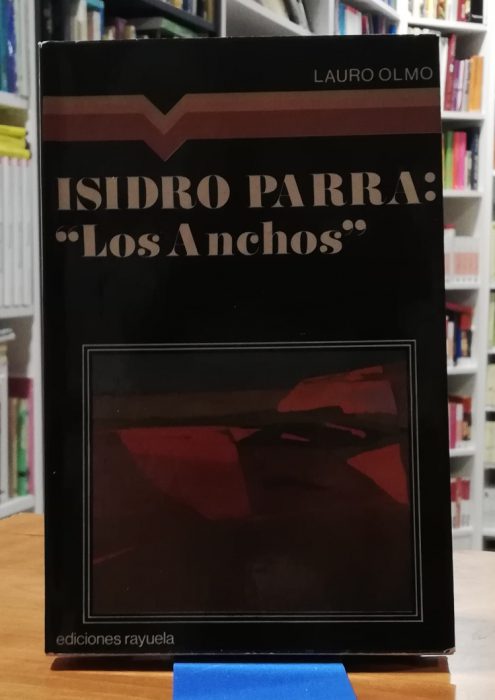 LAURO OLMO
ISIDRO PARRA:
“Los Anchos”
ediciones rayuela